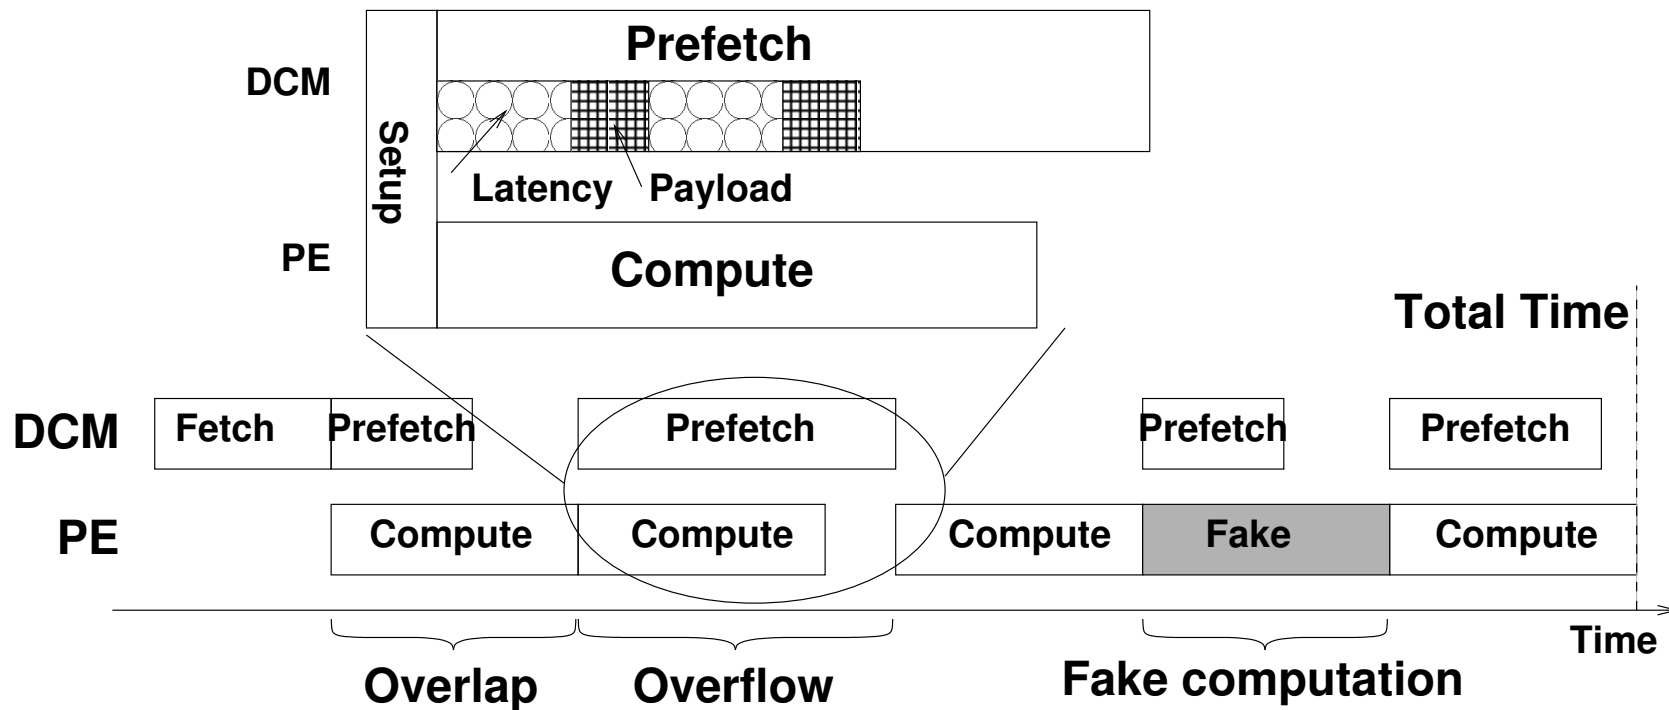 Prefetch
DCM
Setup
Latency
Payload
PE
Compute
Total Time
DCM
Fetch
Prefetch
Prefetch
Prefetch
Prefetch
PE
Compute
Compute
Compute
Fake
Compute
Time
Overlap
Overflow
Fake computation